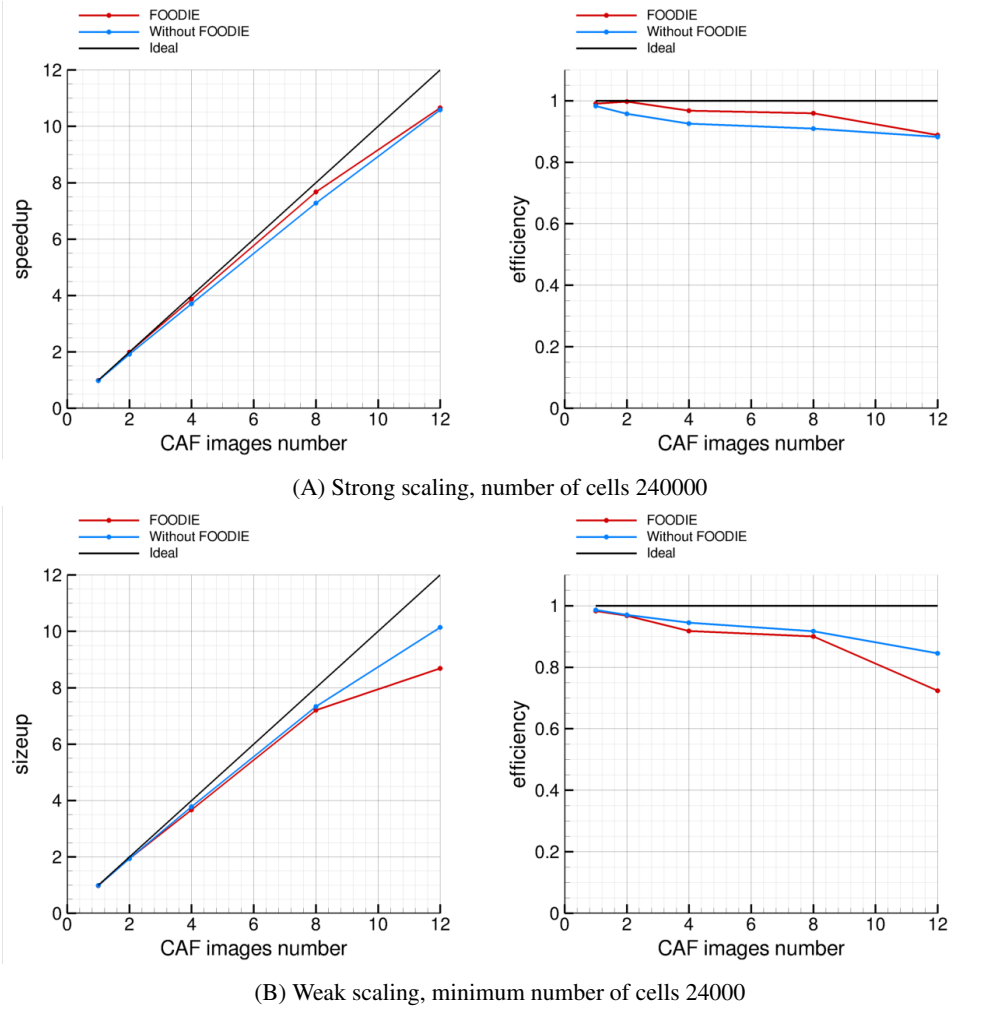 FOODIE
Without FOODIE
Ideal
12
10
8
6
4
2
0
speedup
0 2 4 6 8 10 12
CAF images number
FOODIE
Without FOODIE
Ideal
1
0.8
0.6
0.4
0.2
0
efficiency
0 2 4 6 8 10 12
CAF images number
(A) Strong scaling, number of cells 240000
FOODIE
Without FOODIE
Ideal
12
10
8
6
4
2
0
sizeup
0 2 4 6 8 10 12
CAF images number
FOODIE
Without FOODIE
Ideal
1
0.8
0.6
0.4
0.2
0
efficiency
0 2 4 6 8 10 12
CAF images number
(B) Weak scaling, minimum number of cells 24000